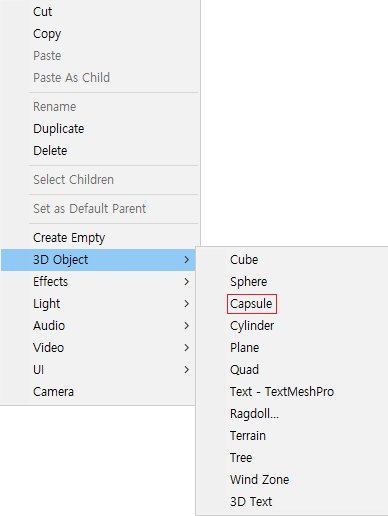 Cut
Copy
Paste
Paste As Child
Rename
Duplicate
Delete
Select Children
Set as Default Parent
Create Empty
3D Object
Effects
Light
Audio
Video
UI
Camera
Cube
Sphere
Capsule
Cylinder
Plane
Quad
Text - TextMeshPro
Ragdoll...
Terrain
Tree
Wind Zone
3D Text